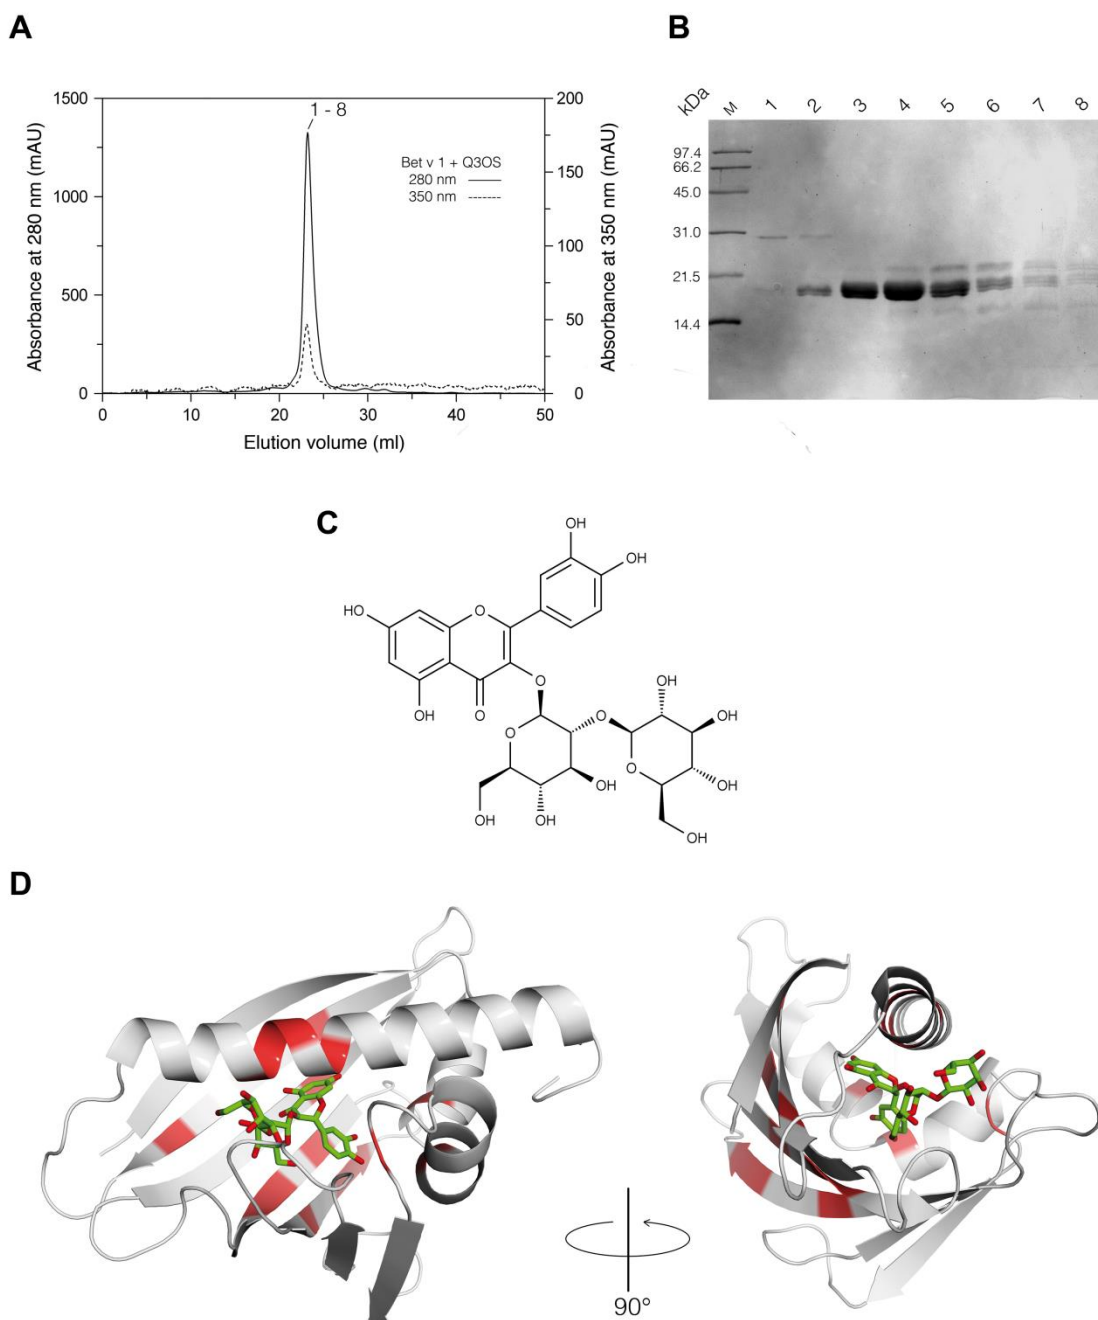 A
B
1 - 8
1500
1000
500
0
200
150
100
50
0
Absorbance at 280 nm (mAU)
Absorbance at 350 nm (mAU)
Bet v 1 + Q3OS
280 nm
350 nm
0 10 20 30 40 50
Elution volume (ml)
kDa M 1 2 3 4 5 6 7 8
97.4
66.2
45.0
31.0
21.5
14.4
C
OH
OH
HO
O
OH
O
O
O
O
OH
OH
OH
OH
OH
OH
O
OH
D
90°